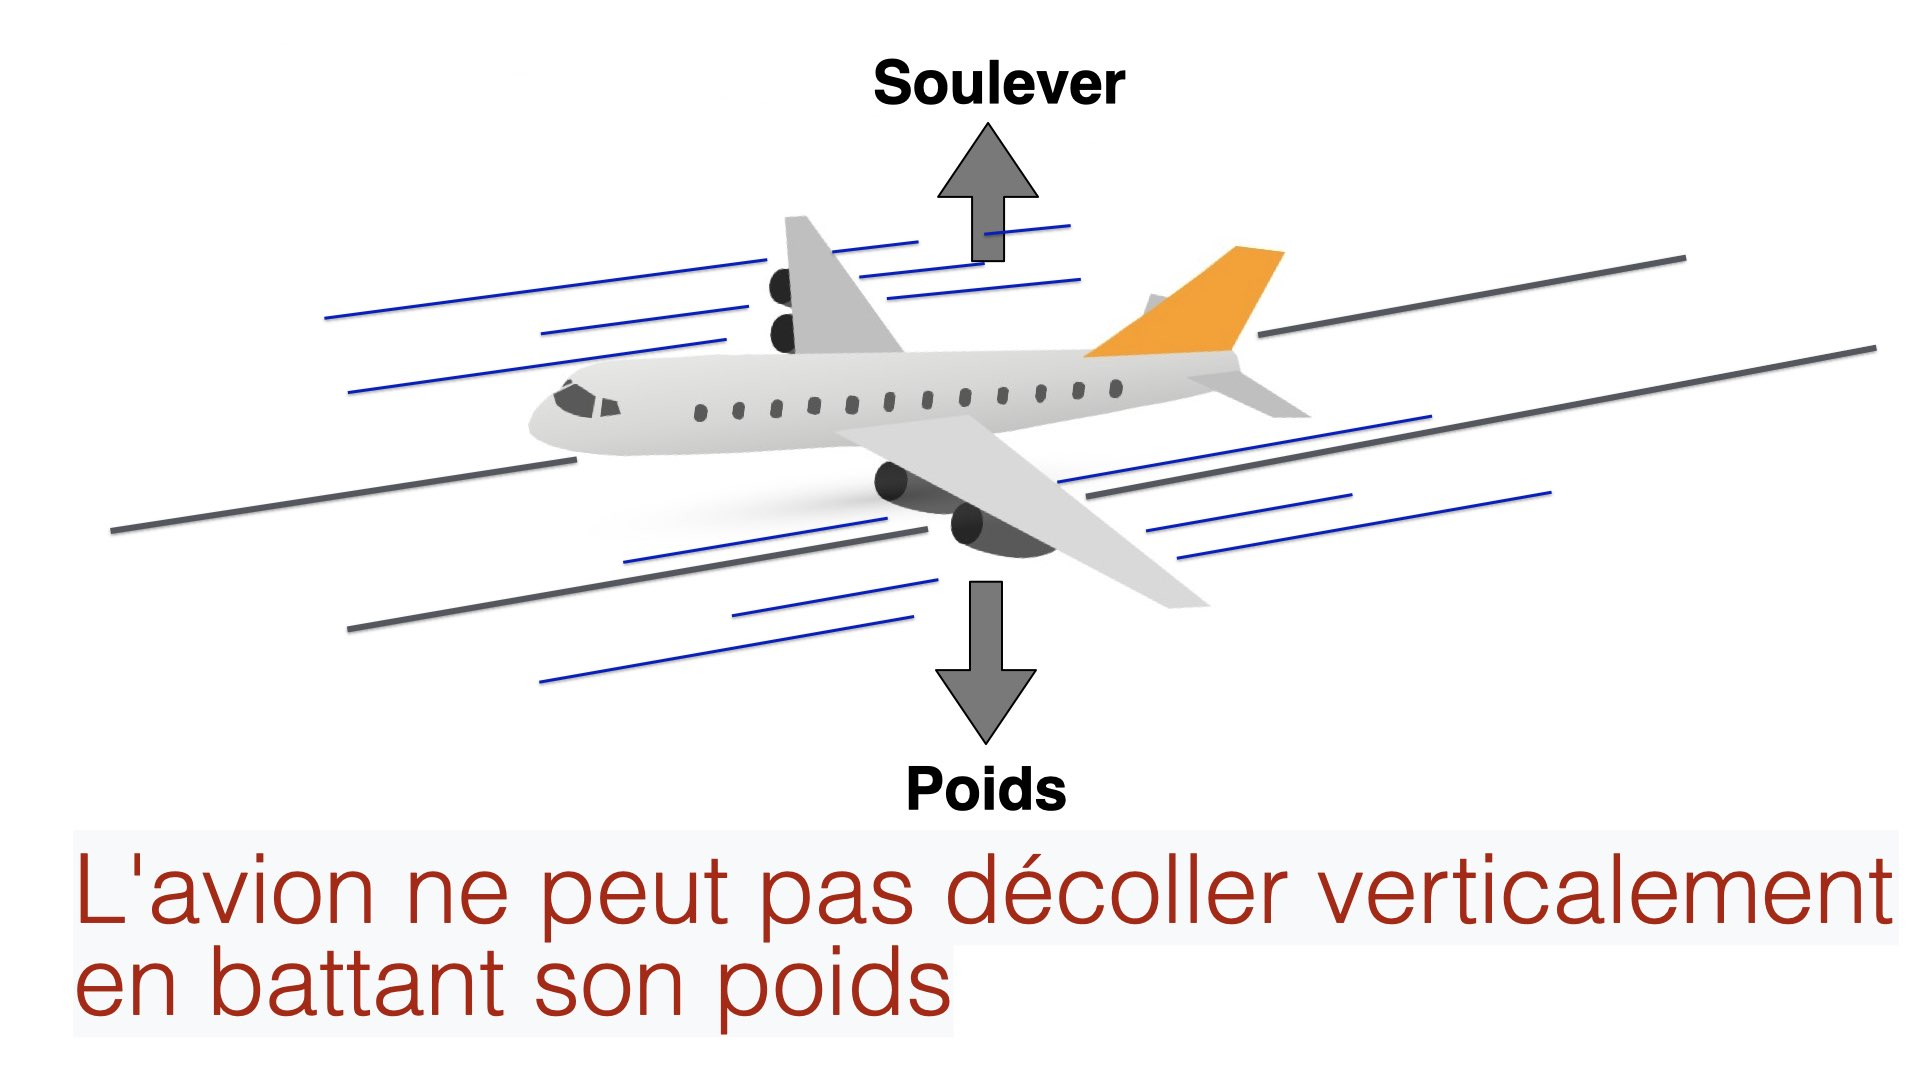 Soulever
Poids
L'avion ne peut pas décoller verticalement
en battant son poids